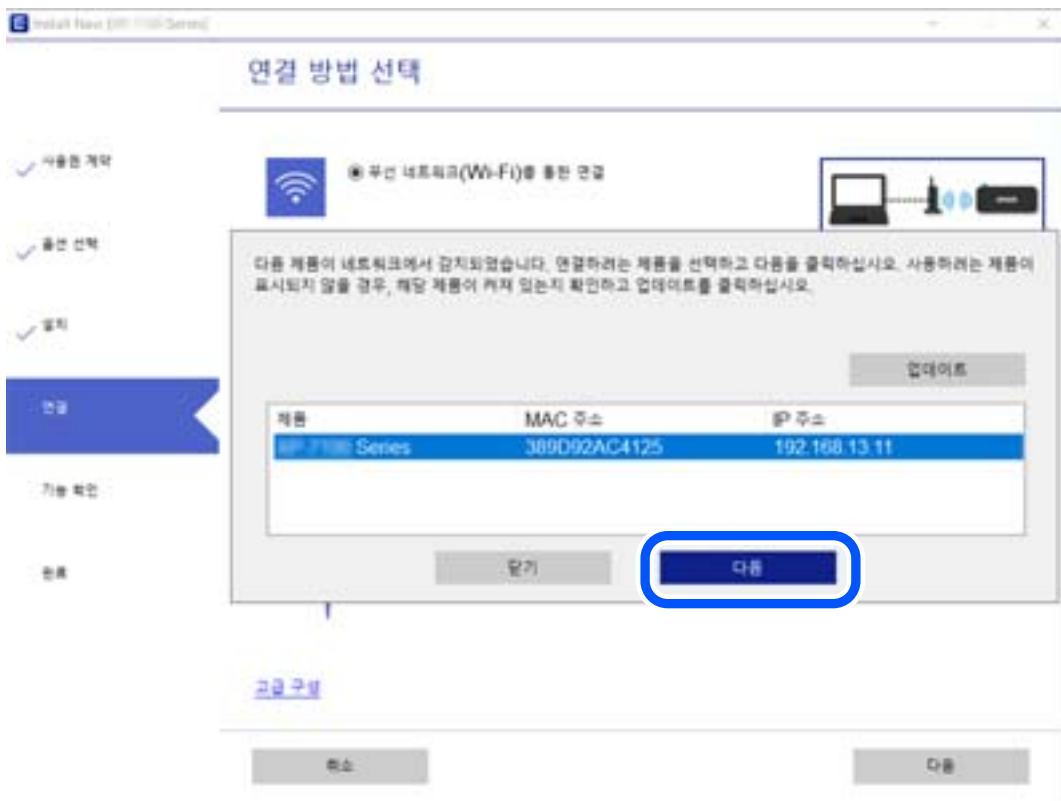 Install Navi [ Series]
연결 방법 선택
사용권 계약
옵션 선택
설치
연결
기능 확인
완료
무선 네트워크(Wi-Fi)를 통한 연결
다음 제품이 네트워크에서 감지되었습니다. 연결하려는 제품을 선택하고 다음을 클릭하십시오. 사용하려는 제품이
표시되지 않을 경우, 해당 제품이 켜져 있는지 확인하고 업데이트를 클릭하십시오.
업데이트
제품 MAC 주소 IP 주소
Series 389D92AC4125 192.168.13.11
닫기 다음
고급 구성
취소 다음